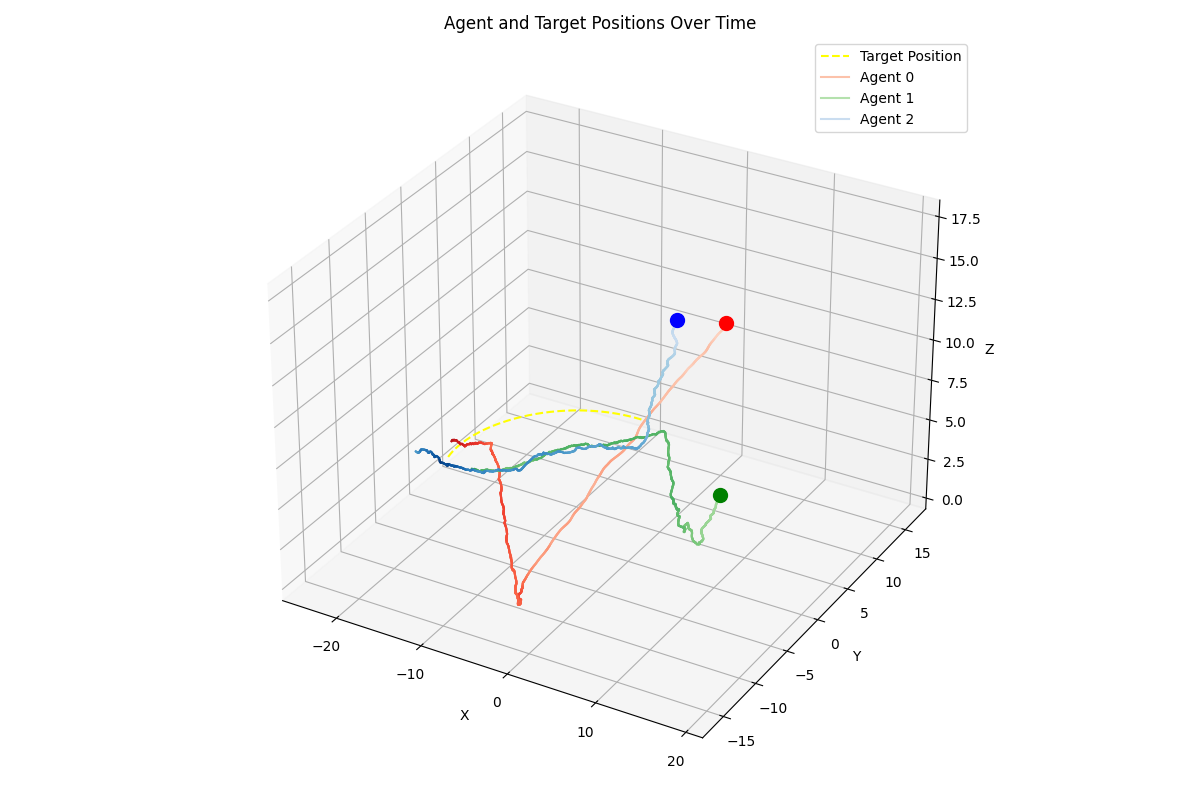 Agent and Target Positions Over Time
Target Position
Agent 0
Agent 1
Agent 2
17.5
15.0
12.5
10.0
Z
7.5
5.0
2.5
0.0
15
10
5
0
Y
−5
−10
−15
−20
−10
0
X
10
20